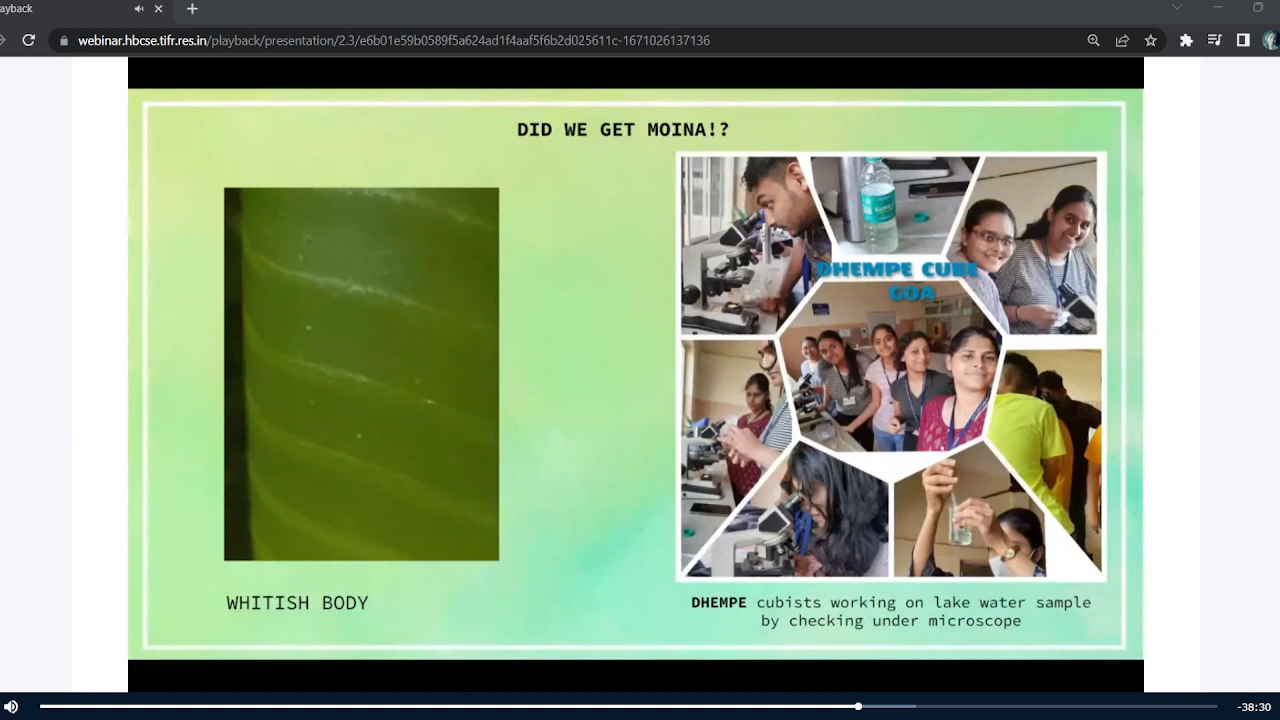 ayback
webinar.hbcse.tifr.res.in/playback/presentation/2.3/e6b01e59b0589f5a624ad1f4aaf5f6b2d025611c-1671026137136
DID WE GET MOINA!?
DHEMPE CUBE
GOA
WHITISH BODY
DHEMPE cubists working on lake water sample
by checking under microscope
-38:30